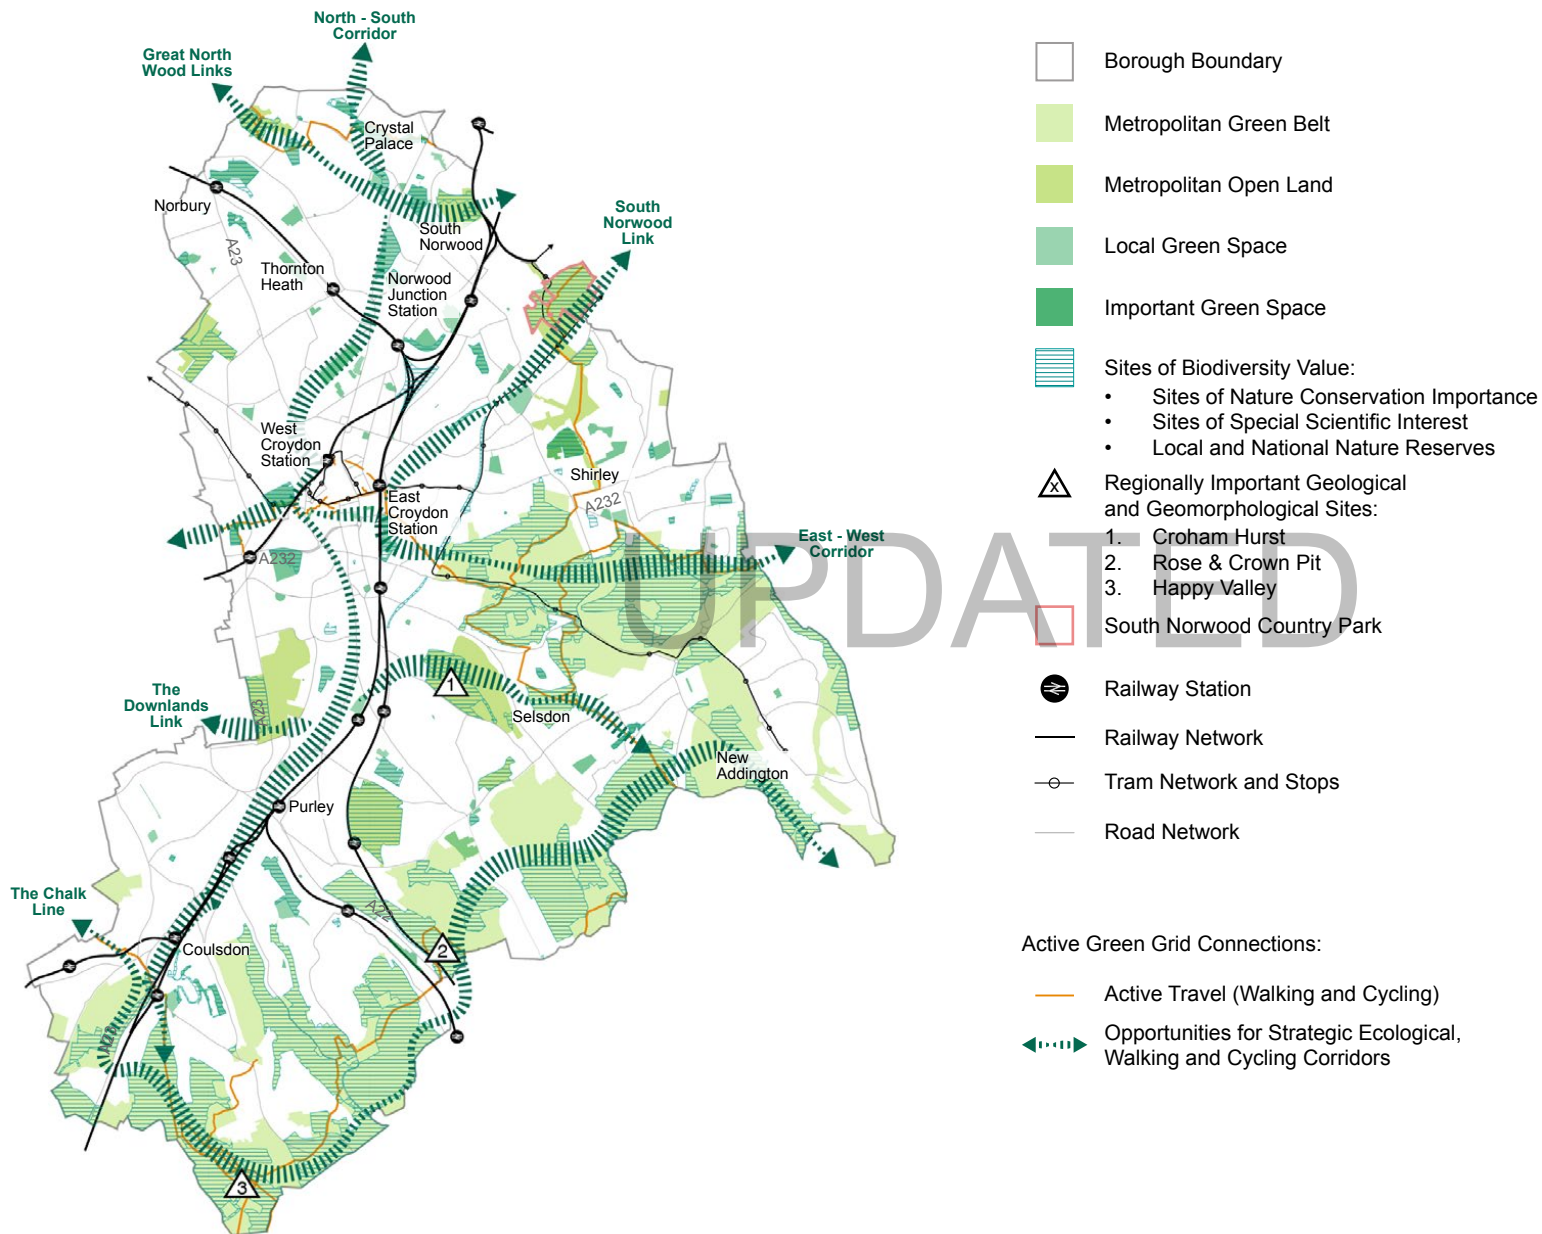 North - South
Corridor
Great North
Wood Links
Crystal
Palace
Norbury
South
Norwood
South
Norwood
Link
A23
Thornton
Heath
Norwood
Junction
Station
West
Croydon
Station
Shirley
A232
East
Croydon
Station
East - West
Corridor
A232
UPDATED
The
Downlands
Link
A23
1
Selsdon
New
Addington
Purley
The Chalk
Line
A22
2
Coulsdon
A23
3
Borough Boundary
Metropolitan Green Belt
Metropolitan Open Land
Local Green Space
Important Green Space
Sites of Biodiversity Value:
• Sites of Nature Conservation Importance
• Sites of Special Scientific Interest
• Local and National Nature Reserves
x
Regionally Important Geological
and Geomorphological Sites:
1. Croham Hurst
2. Rose & Crown Pit
3. Happy Valley
South Norwood Country Park
Railway Station
Railway Network
Tram Network and Stops
Road Network
Active Green Grid Connections:
Active Travel (Walking and Cycling)
Opportunities for Strategic Ecological,
Walking and Cycling Corridors